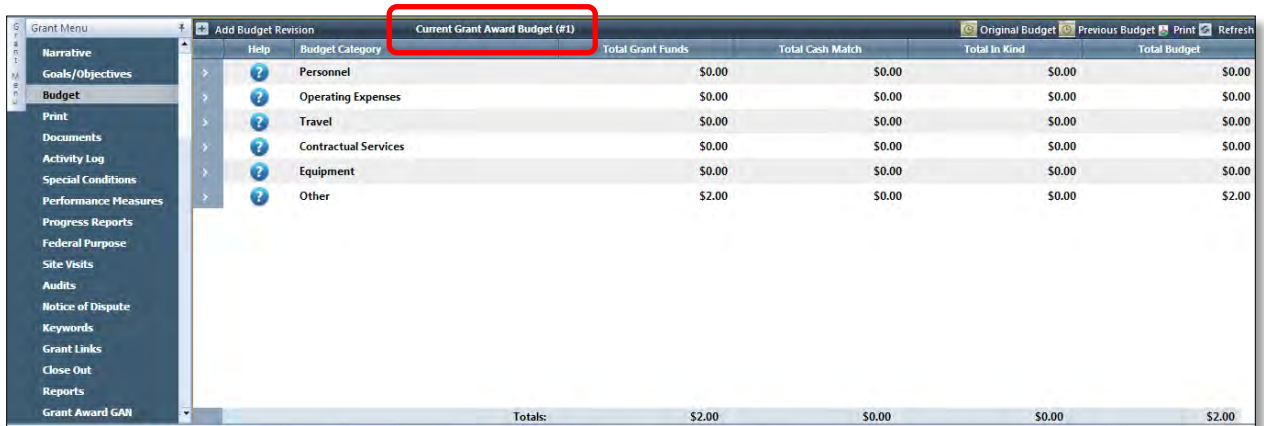 Grant Menu
Grant Menu
Narrative
Goals/Objectives
Budget
Print
Documents
Activity Log
Special Conditions
Performance Measures
Progress Reports
Federal Purpose
Site Visits
Audits
Notice of Dispute
Keywords
Grant Links
Close Out
Reports
Grant Award GAN
Add Budget Revision Current Grant Award Budget (#1) Original Budget Previous Budget Print Refresh
Help Budget Category Total Grant Funds Total Cash Match Total In Kind Total Budget
> ? Personnel $0.00 $0.00 $0.00 $0.00
> ? Operating Expenses $0.00 $0.00 $0.00 $0.00
> ? Travel $0.00 $0.00 $0.00 $0.00
> ? Contractual Services $0.00 $0.00 $0.00 $0.00
> ? Equipment $0.00 $0.00 $0.00 $0.00
> ? Other $2.00 $0.00 $0.00 $2.00
Totals: $2.00 $0.00 $0.00 $2.00